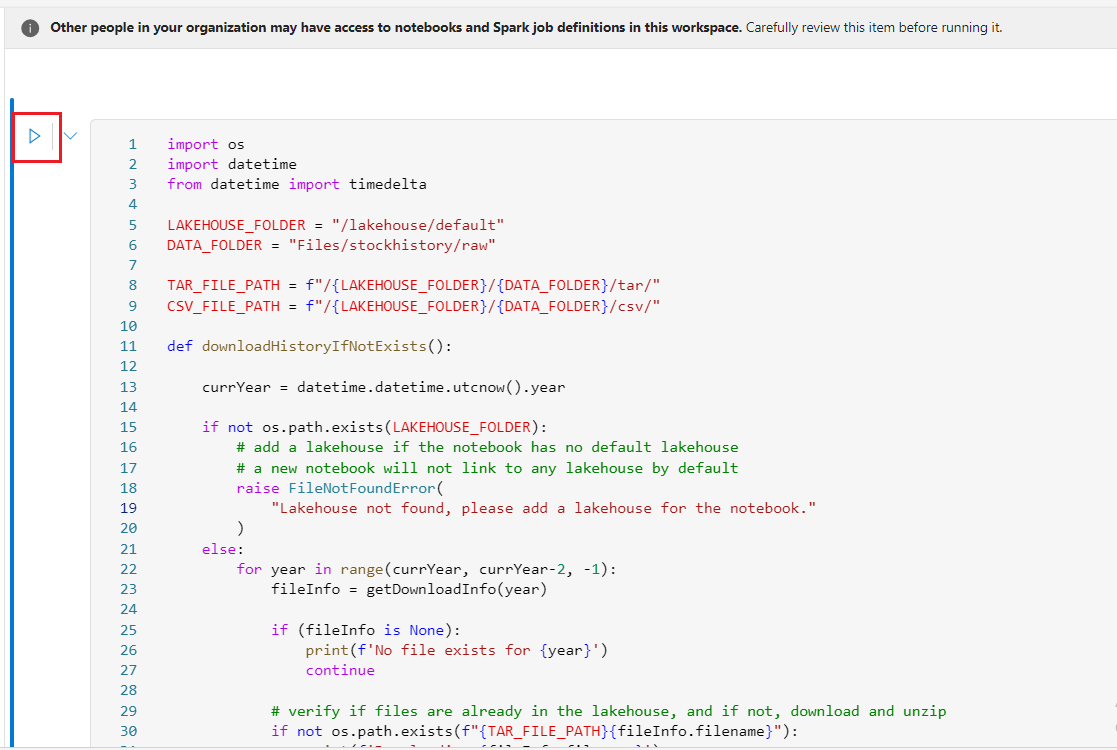 Other people in your organization may have access to notebooks and Spark job definitions in this workspace. Carefully review this item before running it.
1 import os
2 import datetime
3 from datetime import timedelta
4
5 LAKEHOUSE_FOLDER = "/lakehouse/default"
6 DATA_FOLDER = "Files/stockhistory/raw"
7
8 TAR_FILE_PATH = f"/{LAKEHOUSE_FOLDER}/{DATA_FOLDER}/tar/"
9 CSV_FILE_PATH = f"/{LAKEHOUSE_FOLDER}/{DATA_FOLDER}/csv/"
10
11 def downloadHistoryIfNotExists():
12
13     currYear = datetime.datetime.utcnow().year
14
15     if not os.path.exists(LAKEHOUSE_FOLDER):
16         # add a lakehouse if the notebook has no default lakehouse
17         # a new notebook will not link to any lakehouse by default
18         raise FileNotFoundError(
19             "Lakehouse not found, please add a lakehouse for the notebook."
20         )
21     else:
22         for year in range(currYear, currYear-2, -1):
23             fileInfo = getDownloadInfo(year)
24
25             if (fileInfo is None):
26                 print(f'No file exists for {year}')
27                 continue
28
29             # verify if files are already in the lakehouse, and if not, download and unzip
30             if not os.path.exists(f"{TAR_FILE_PATH}{fileInfo.filename}"):